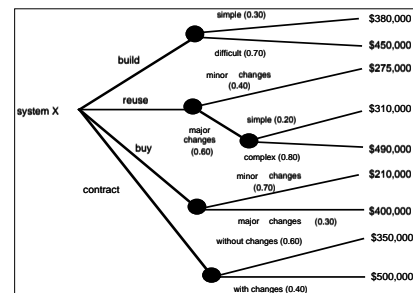 simple (0.30)
$380,000
$450,000
difficult (0.70)
build
minor changes
(0.40)
$275,000
system X
reuse
simple (0.20)
$310,000
major
changes
(0.60)
complex (0.80)
$490,000
buy
minor changes
(0.70)
$210,000
contract
$400,000
major changes (0.30)
without changes (0.60)
$350,000
$500,000
with changes (0.40)